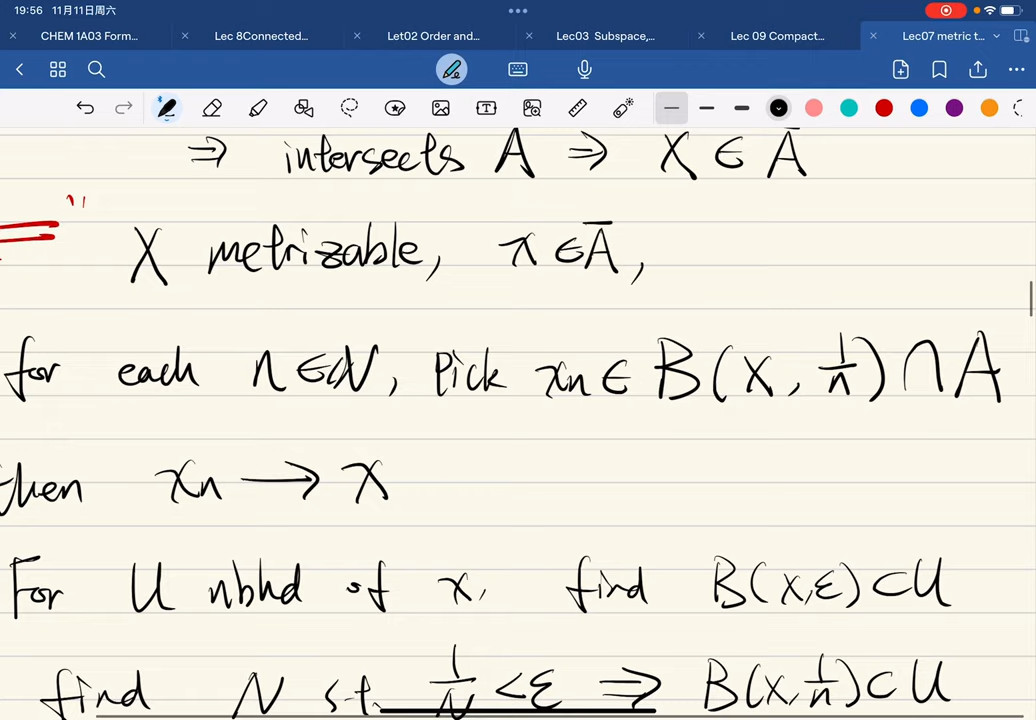 19:56 11月11日周六
CHEM 1A03 Form... Lec 8Connected... Let02 Order and... Lec03 Subspace,... Lec 09 Compact... Lec07 metric t...
⇒ intersects A ⇒ x ∈ Ā
"
X metrizable, x ∈ Ā,
for each n ∈ ℕ, Pick xn ∈ B(x, 1/n) ∩ A
then xn → x
For U nbhd of x, find B(x,ε) ⊂ U
find N s.t. 1/N < ε ⇒ B(x, 1/n) ⊂ U